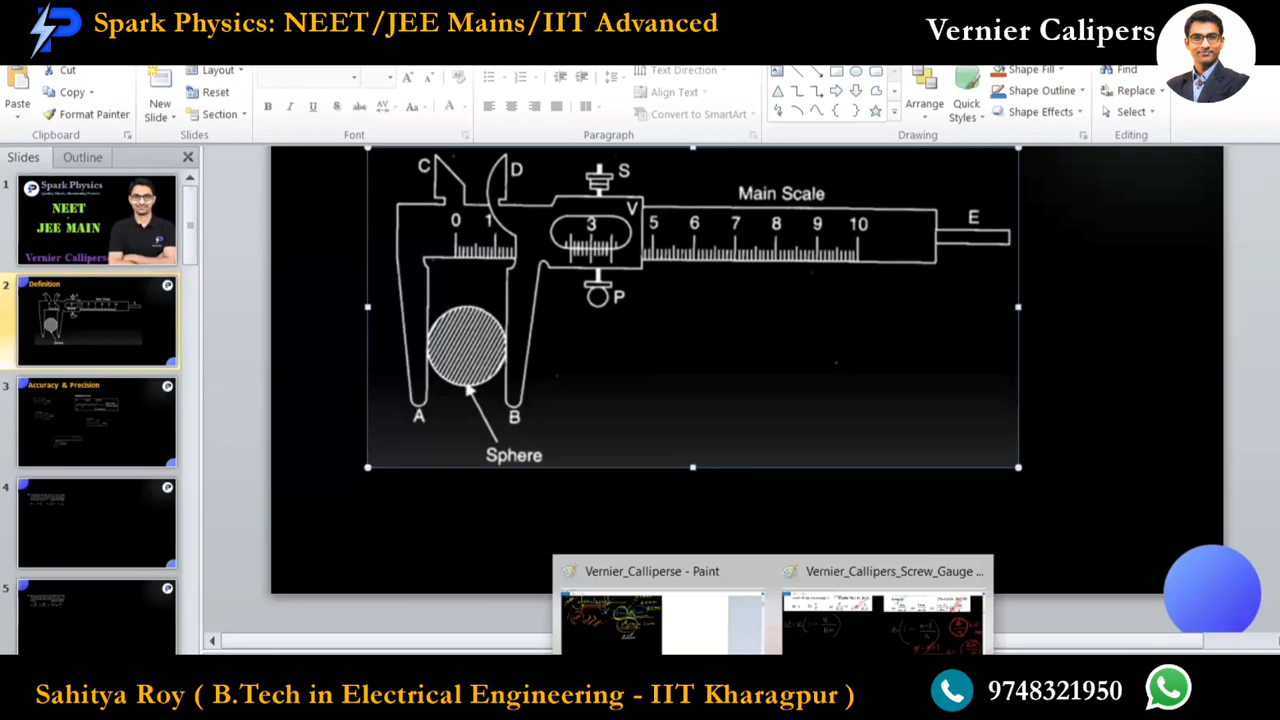 Spark Physics: NEET/JEE Mains/IIT Advanced
Vernier Calipers
Cut
Copy
Format Painter
Paste
Clipboard
New
Slide
Layout
Reset
Section
Slides
B I U S abc AV Aa A
Font
Text Direction
Align Text
Convert to SmartArt
Paragraph
Arrange
Quick
Styles
Shape Fill
Shape Outline
Shape Effects
Drawing
Find
Replace
Select
Editing
Slides Outline
1
Spark Physics
NEET
JEE MAIN
Vernier Callipers
2
Definition
3
Accuracy & Precision
4
5
C D S
Main Scale
V
E
0 1 3 5 6 7 8 9 10
P
A B
Sphere
Vernier_Calliperse - Paint
Vernier_Callipers_Screw_Gauge ...
Sahitya Roy ( B.Tech in Electrical Engineering - IIT Kharagpur )
9748321950